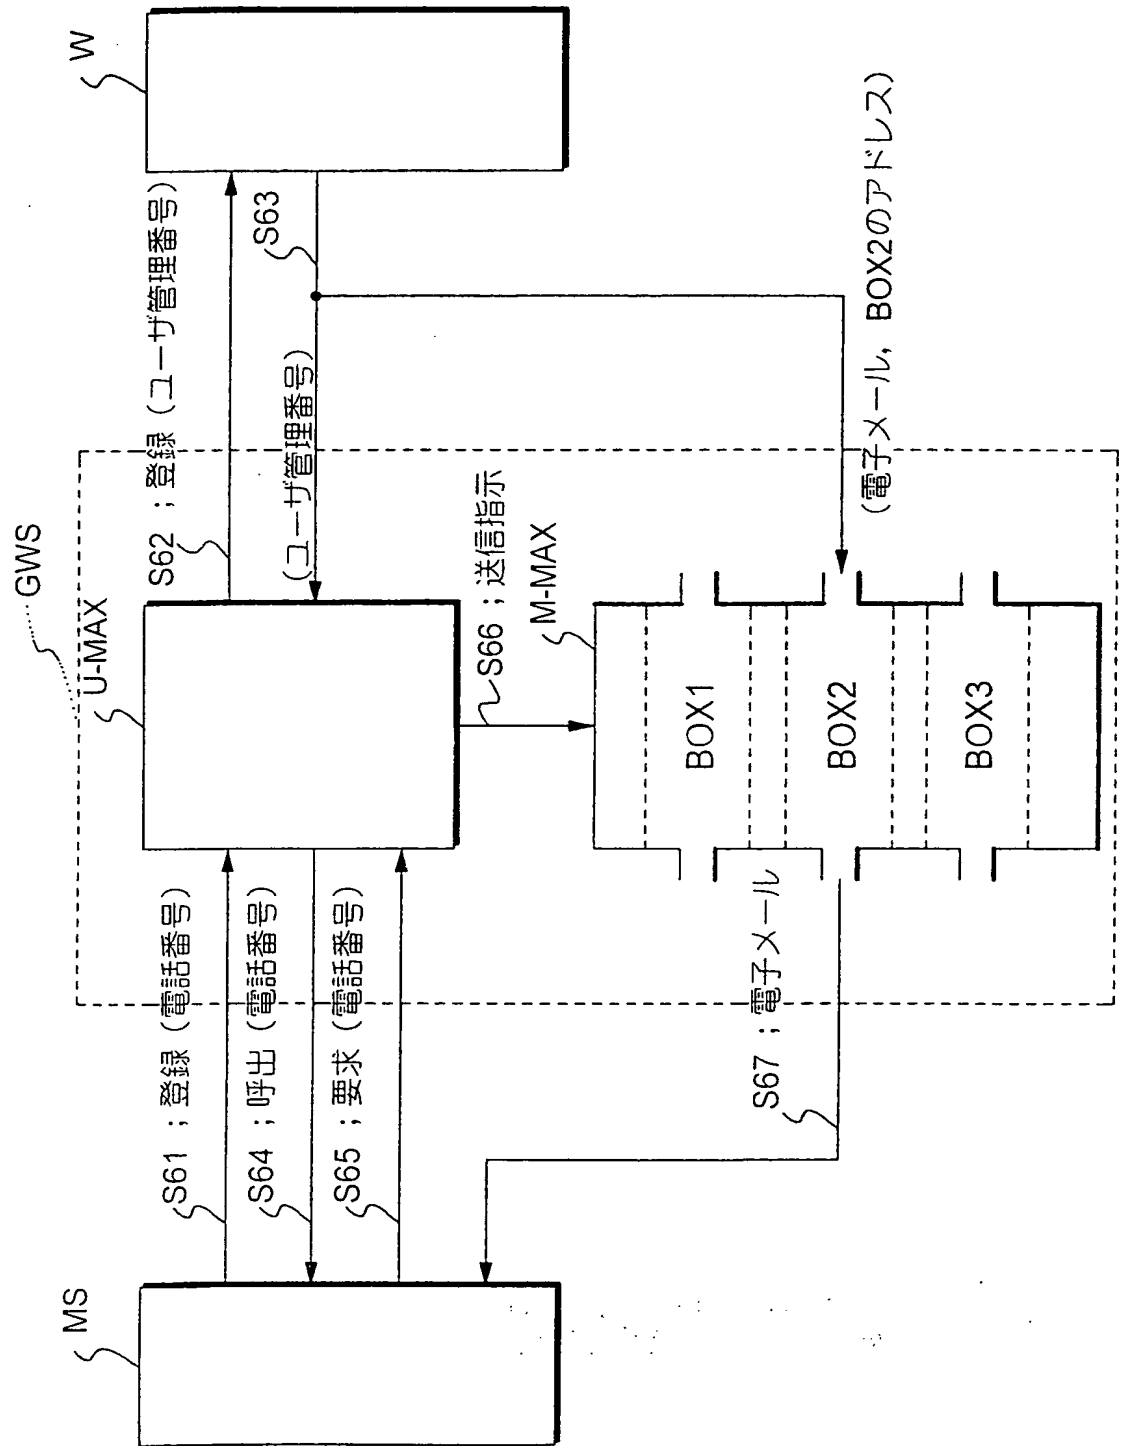 GWS
MS
U-MAX
W
S61 ; 登録 (電話番号)
S62 ; 登録 (ユーザ管理番号)
S64 ; 呼出 (電話番号)
S63
(ユーザ管理番号)
S65 ; 要求 (電話番号)
S66 ; 送信指示
M-MAX
BOX1
BOX2
BOX3
S67 ; 電子メール
(電子メール, BOX2のアドレス)